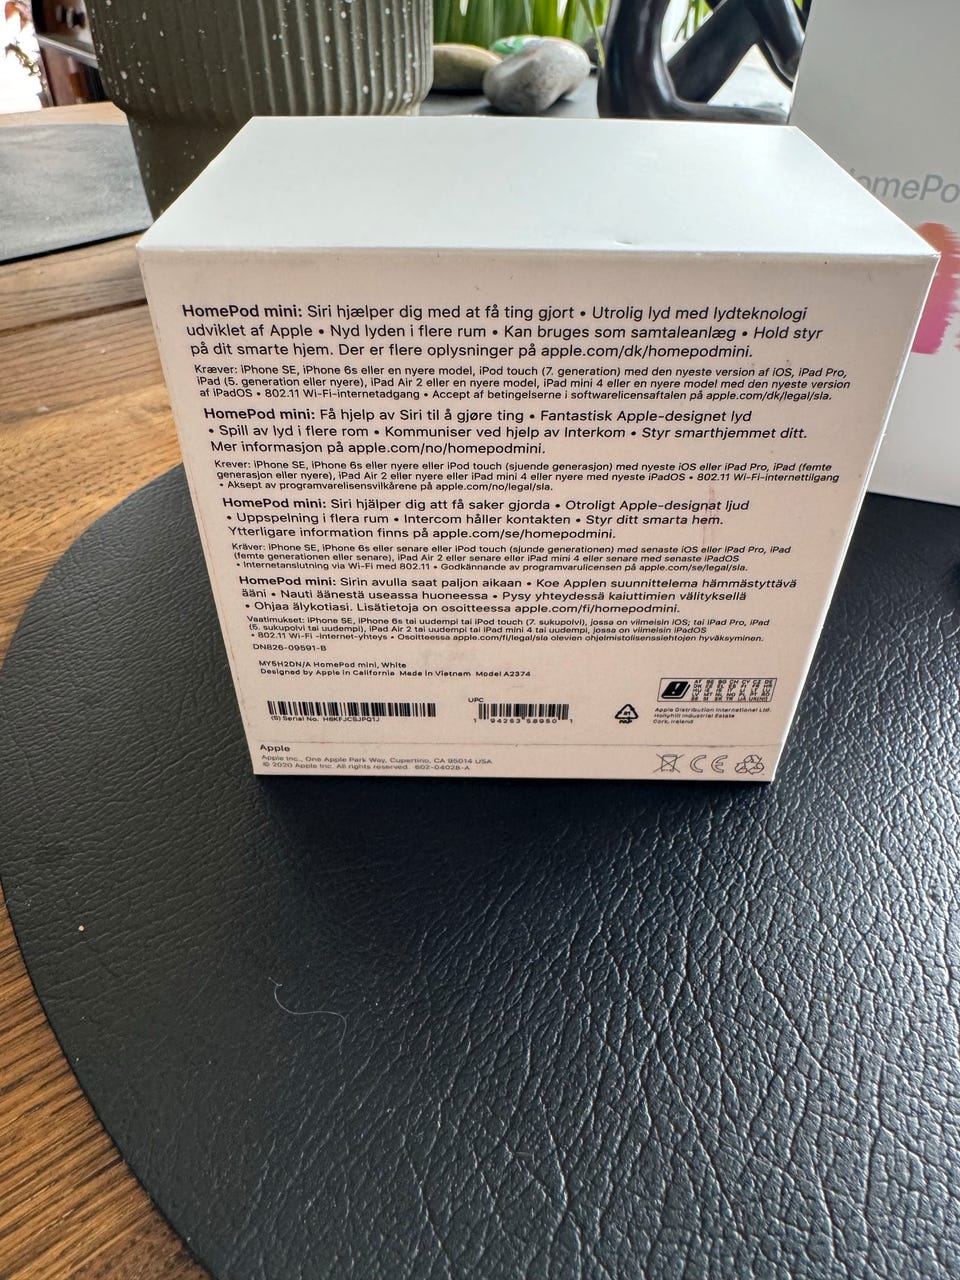 HomePod mini: Siri hjælper dig med at få ting gjort • Utrolig lyd med lydteknologi
udviklet af Apple • Nyd lyden i flere rum • Kan bruges som samtaleanlæg • Hold styr
på dit smarte hjem. Der er flere oplysninger på apple.com/dk/homepodmini.
Kræver: iPhone SE, iPhone 6s eller en nyere model, iPod touch (7. generation) med den nyeste version af iOS, iPad Pro,
iPad (5. generation eller nyere), iPad Air 2 eller en nyere model, iPad mini 4 eller en nyere model med den nyeste version
af iPadOS • 802.11 Wi-Fi-internetadgang • Accept af betingelserne i softwarelicensaftalen på apple.com/dk/legal/sla.
HomePod mini: Få hjelp av Siri til å gjøre ting • Fantastisk Apple-designet lyd
• Spill av lyd i flere rom • Kommuniser ved hjelp av Interkom • Styr smarthjemmet ditt.
Mer informasjon på apple.com/no/homepodmini.
Krever: iPhone SE, iPhone 6s eller nyere eller iPod touch (sjuende generasjon) med nyeste iOS eller iPad Pro, iPad (femte
generasjon eller nyere), iPad Air 2 eller nyere eller iPad mini 4 eller nyere med nyeste iPadOS • 802.11 Wi-Fi-internettilgang
• Aksept av programvarelisensvilkårene på apple.com/no/legal/sla.
HomePod mini: Siri hjälper dig att få saker gjorda • Otroligt Apple-designat ljud
• Uppspelning i flera rum • Intercom håller kontakten • Styr ditt smarta hem.
Ytterligare information finns på apple.com/se/homepodmini.
Kräver: iPhone SE, iPhone 6s eller senare eller iPod touch (sjunde generationen) med senaste iOS eller iPad Pro, iPad
(femte generationen eller senare), iPad Air 2 eller senare eller iPad mini 4 eller senare med senaste iPadOS
• Internetanslutning via Wi-Fi med 802.11 • Godkännande av programvarulicensen på apple.com/se/legal/sla.
HomePod mini: Sirin avulla saat paljon aikaan • Koe Applen suunnittelema hämmästyttävä
ääni • Nauti äänestä useassa huoneessa • Pysy yhteydessä kaiuttimien välityksellä
• Ohjaa älykotiasi. Lisätietoja on osoitteessa apple.com/fi/homepodmini.
Vaatimukset: iPhone SE, iPhone 6s tai uudempi tai iPod touch (7. sukupolvi), jossa on viimeisin iOS; tai iPad Pro, iPad
(5. sukupolvi tai uudempi), iPad Air 2 tai uudempi tai iPad mini 4 tai uudempi, jossa on viimeisin iPadOS
• 802.11 Wi-Fi -internet-yhteys • Osoitteessa apple.com/fi/legal/sla olevien ohjelmistolisenssiehtojen hyväksyminen.
DN826-09591-B
MY5H2DN/A HomePod mini, White
Designed by Apple in California Made in Vietnam Model A2374
UPC
(S) Serial No. H6KFJCSJPQ1J
1 94253 58950 1
PAP
Apple Distribution International Ltd.
Hollyhill Industrial Estate
Cork, Ireland
Apple
Apple Inc., One Apple Park Way, Cupertino, CA 95014 USA
© 2020 Apple Inc. All rights reserved. 602-04028-A
CE